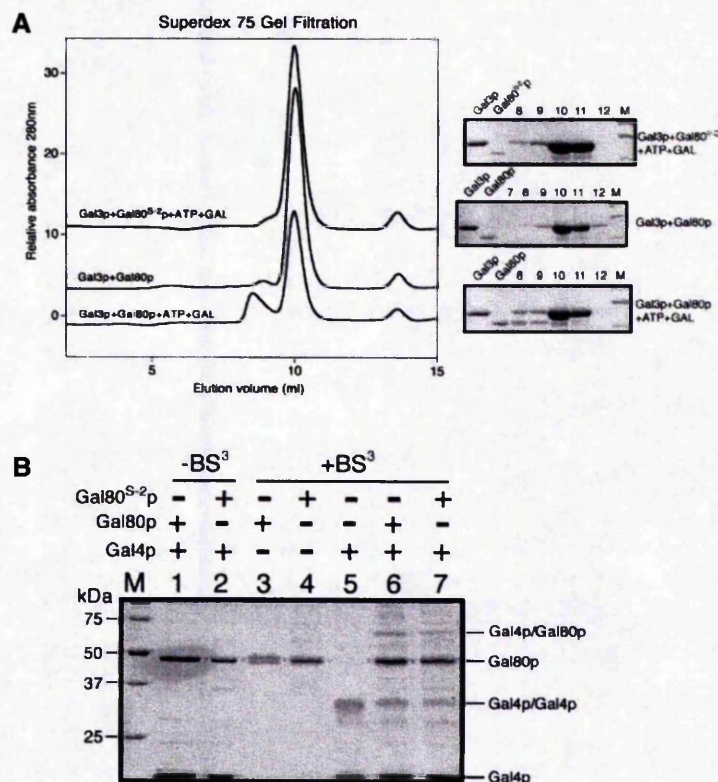 A
Superdex 75 Gel Filtration
Relative absorbance 280nm
30
20
10
0
Gal3p+Gal80S-2p+ATP+GAL
Gal3p+Gal80p
Gal3p+Gal80p+ATP+GAL
5
10
15
Elution volume (ml)
Gal3p
Gal80S-2p
8 9 10 11 12 M
Gal3p+Gal80S-2p
+ATP+GAL
Gal3p
Gal80p
7 8 9 10 11 12 M
Gal3p+Gal80p
Gal3p
Gal80p
8 9 10 11 12 M
Gal3p+Gal80p
+ATP+GAL
B
-BS3 +BS3
Gal80S-2p - + - + - - +
Gal80p + - + - - + -
Gal4p + + - - + + +
kDa M 1 2 3 4 5 6 7
75
50
37
25
Gal4p/Gal80p
Gal80p
Gal4p/Gal4p
Gal4p